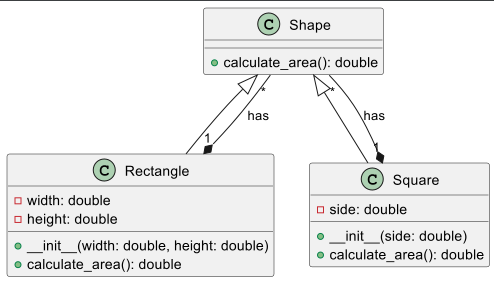 C Shape
calculate_area(): double
*
*
has
has
1
1
C Rectangle
width: double
height: double
__init__(width: double, height: double)
calculate_area(): double
C Square
side: double
__init__(side: double)
calculate_area(): double